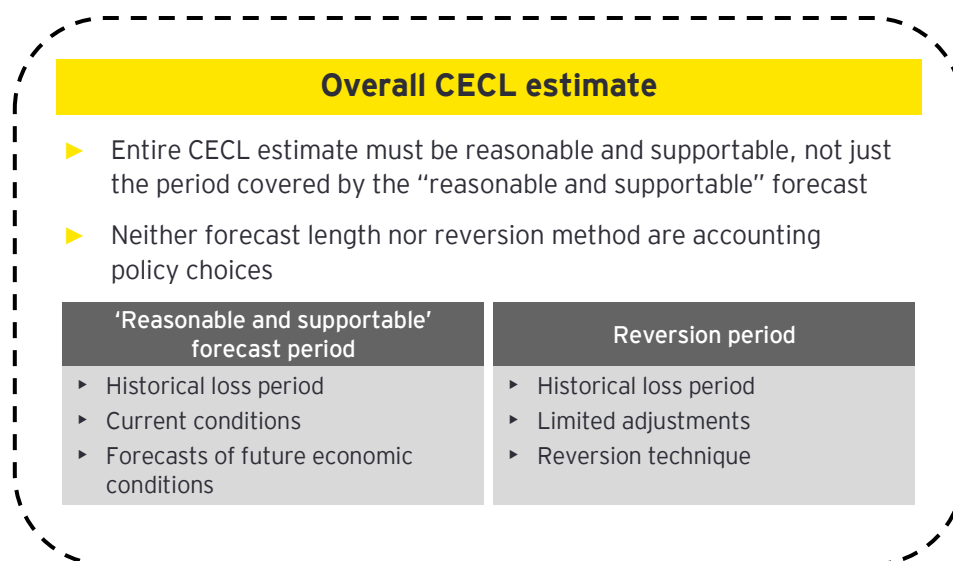 Overall CECL estimate
► Entire CECL estimate must be reasonable and supportable, not just
the period covered by the “reasonable and supportable” forecast
► Neither forecast length nor reversion method are accounting
policy choices
‘Reasonable and supportable’
forecast period
▸ Historical loss period
▸ Current conditions
▸ Forecasts of future economic
conditions
Reversion period
▸ Historical loss period
▸ Limited adjustments
▸ Reversion technique